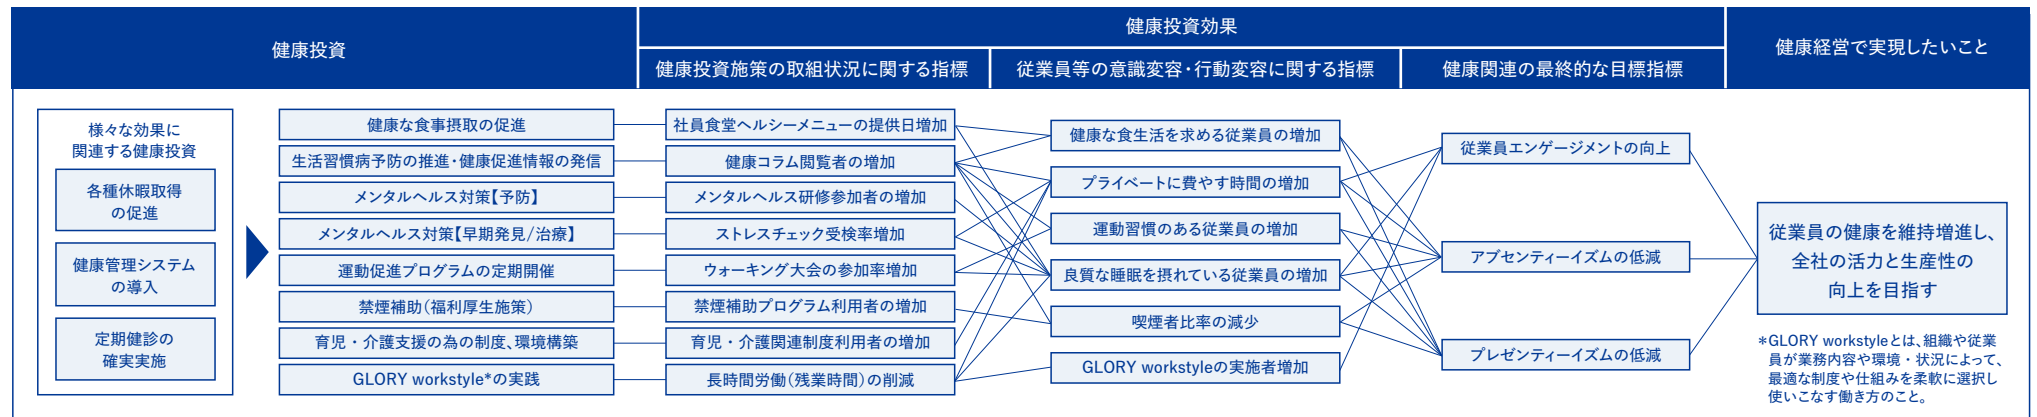 健康投資
健康投資効果
健康経営で実現したいこと
健康投資施策の取組状況に関する指標
従業員等の意識変容・行動変容に関する指標
健康関連の最終的な目標指標
様々な効果に
関連する健康投資
各種休暇取得
の促進
健康管理システム
の導入
定期健診の
確実実施
健康な食事摂取の促進
生活習慣病予防の推進・健康促進情報の発信
メンタルヘルス対策【予防】
メンタルヘルス対策【早期発見/治療】
運動促進プログラムの定期開催
禁煙補助(福利厚生施策)
育児・介護支援の為の制度、環境構築
GLORY workstyle*の実践
社員食堂ヘルシーメニューの提供日増加
健康コラム閲覧者の増加
メンタルヘルス研修参加者の増加
ストレスチェック受検率増加
ウォーキング大会の参加率増加
禁煙補助プログラム利用者の増加
育児・介護関連制度利用者の増加
長時間労働(残業時間)の削減
健康な食生活を求める従業員の増加
プライベートに費やす時間の増加
運動習慣のある従業員の増加
良質な睡眠を摂れている従業員の増加
喫煙者比率の減少
GLORY workstyleの実施者増加
従業員エンゲージメントの向上
アブセンティーイズムの低減
プレゼンティーイズムの低減
従業員の健康を維持増進し、
全社の活力と生産性の
向上を目指す
*GLORY workstyleとは、組織や従業
員が業務内容や環境・状況によって、
最適な制度や仕組みを柔軟に選択し
使いこなす働き方のこと。